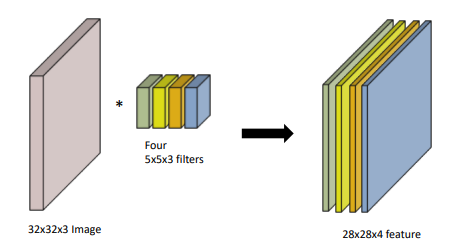 *
Four
5x5x3 filters
32x32x3 Image
28x28x4 feature